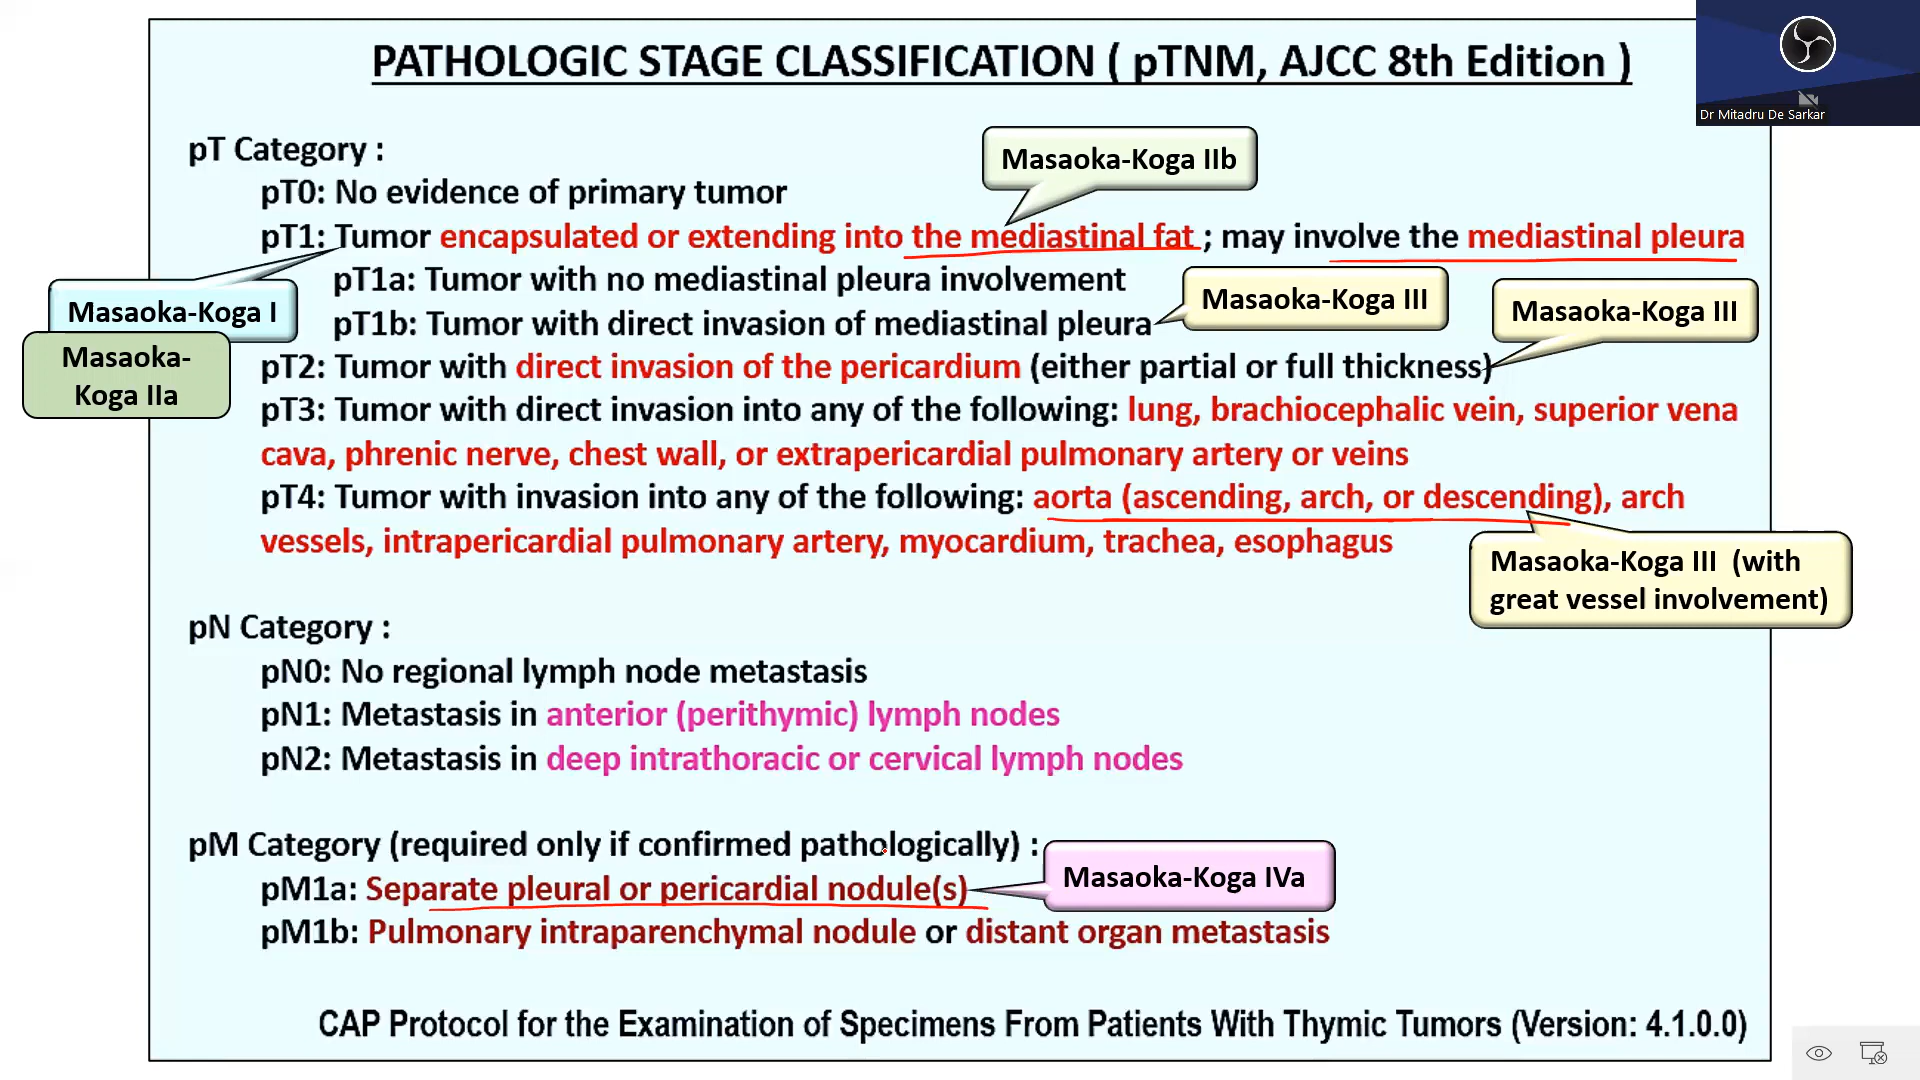 PATHOLOGIC STAGE CLASSIFICATION ( pTNM, AJCC 8th Edition )
Dr Mitadru De Sarkar
pT Category :
Masaoka-Koga IIb
pT0: No evidence of primary tumor
pT1: Tumor encapsulated or extending into the mediastinal fat ; may involve the mediastinal pleura
pT1a: Tumor with no mediastinal pleura involvement
Masaoka-Koga I
Masaoka-Koga III
Masaoka-Koga III
pT1b: Tumor with direct invasion of mediastinal pleura
Masaoka-
Koga IIa
pT2: Tumor with direct invasion of the pericardium (either partial or full thickness)
pT3: Tumor with direct invasion into any of the following: lung, brachiocephalic vein, superior vena
cava, phrenic nerve, chest wall, or extrapericardial pulmonary artery or veins
pT4: Tumor with invasion into any of the following: aorta (ascending, arch, or descending), arch
vessels, intrapericardial pulmonary artery, myocardium, trachea, esophagus
Masaoka-Koga III (with
great vessel involvement)
pN Category :
pN0: No regional lymph node metastasis
pN1: Metastasis in anterior (perithymic) lymph nodes
pN2: Metastasis in deep intrathoracic or cervical lymph nodes
pM Category (required only if confirmed pathologically) :
Masaoka-Koga IVa
pM1a: Separate pleural or pericardial nodule(s)
pM1b: Pulmonary intraparenchymal nodule or distant organ metastasis
CAP Protocol for the Examination of Specimens From Patients With Thymic Tumors (Version: 4.1.0.0)